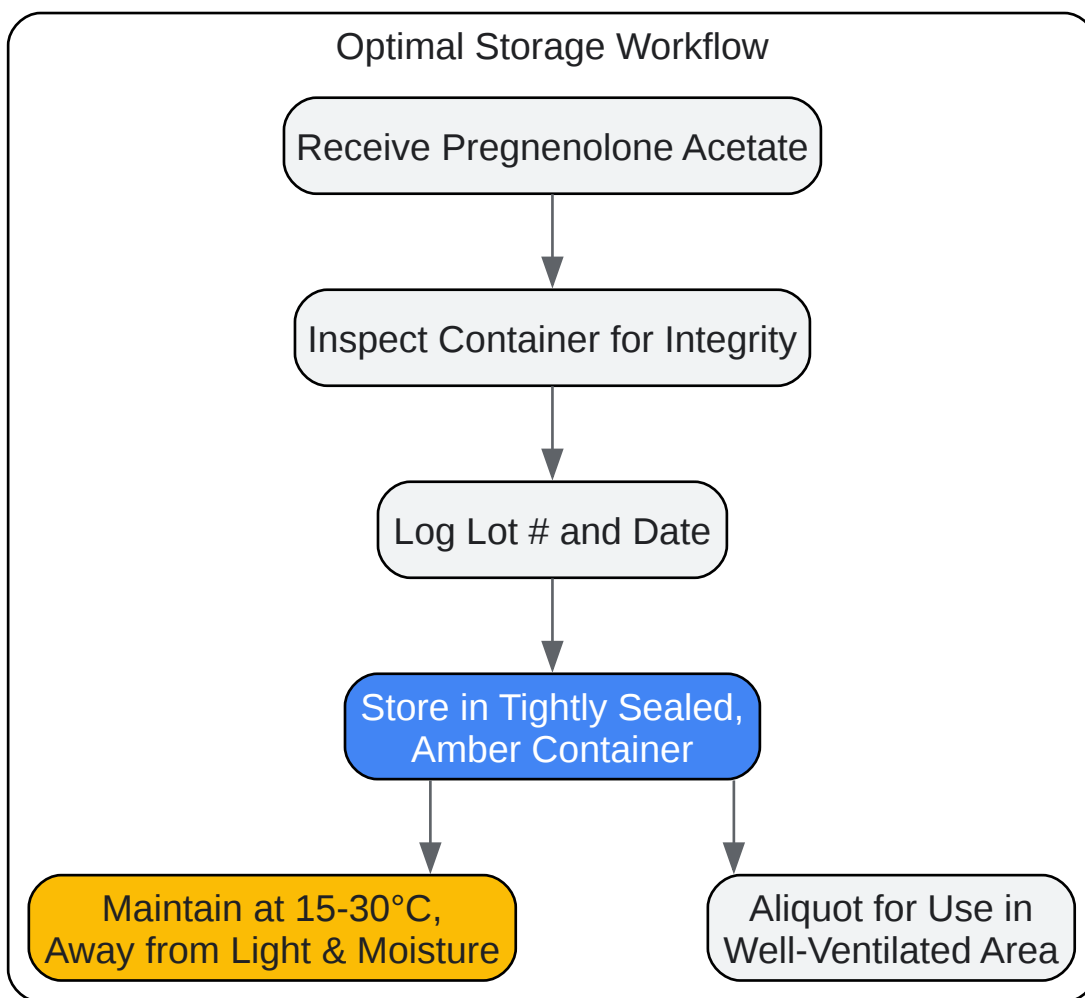 Optimal Storage Workflow
Receive Pregnenolone Acetate
Inspect Container for Integrity
Log Lot # and Date
Store in Tightly Sealed,
Amber Container
Maintain at 15-30°C,
Away from Light & Moisture
Aliquot for Use in
Well-Ventilated Area